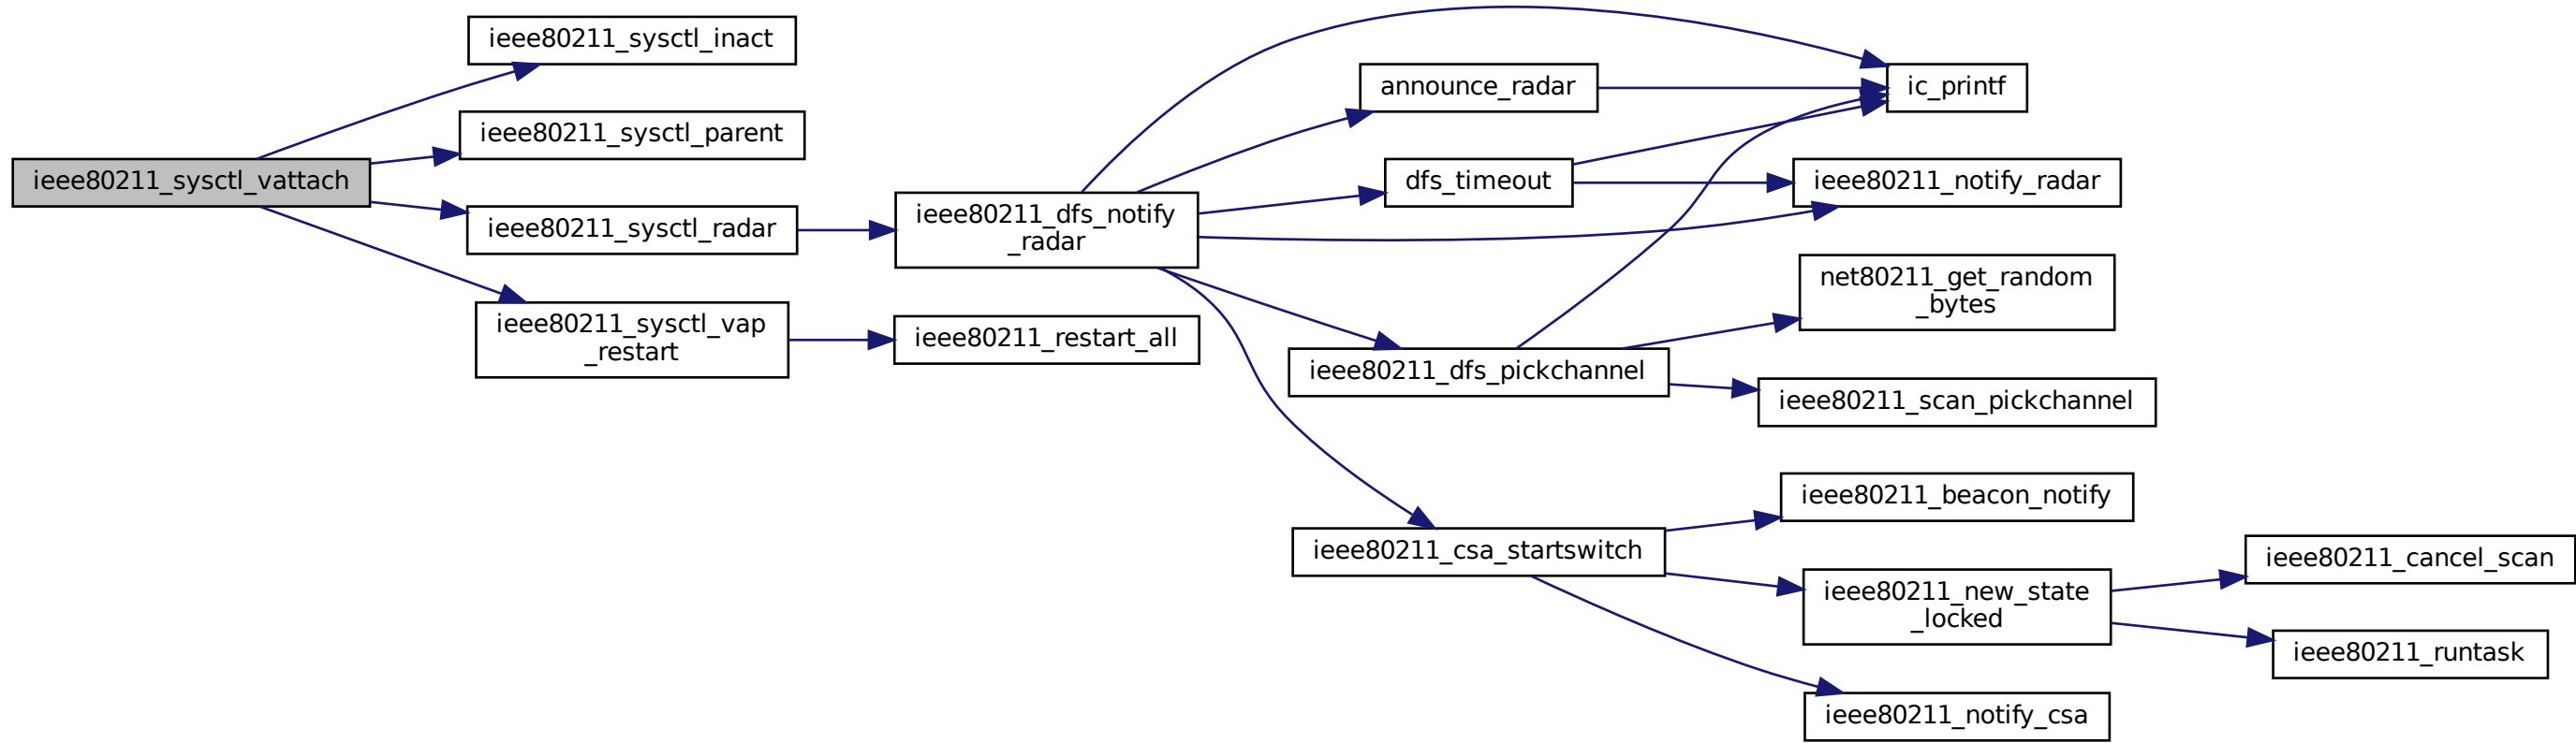 ieee80211_sysctl_vattach
ieee80211_sysctl_inact
ieee80211_sysctl_parent
ieee80211_sysctl_radar
ieee80211_sysctl_vap
_restart
ieee80211_dfs_notify
_radar
ieee80211_restart_all
announce_radar
dfs_timeout
ieee80211_dfs_pickchannel
ieee80211_csa_startswitch
ic_printf
ieee80211_notify_radar
net80211_get_random
_bytes
ieee80211_scan_pickchannel
ieee80211_beacon_notify
ieee80211_new_state
_locked
ieee80211_notify_csa
ieee80211_cancel_scan
ieee80211_runtask